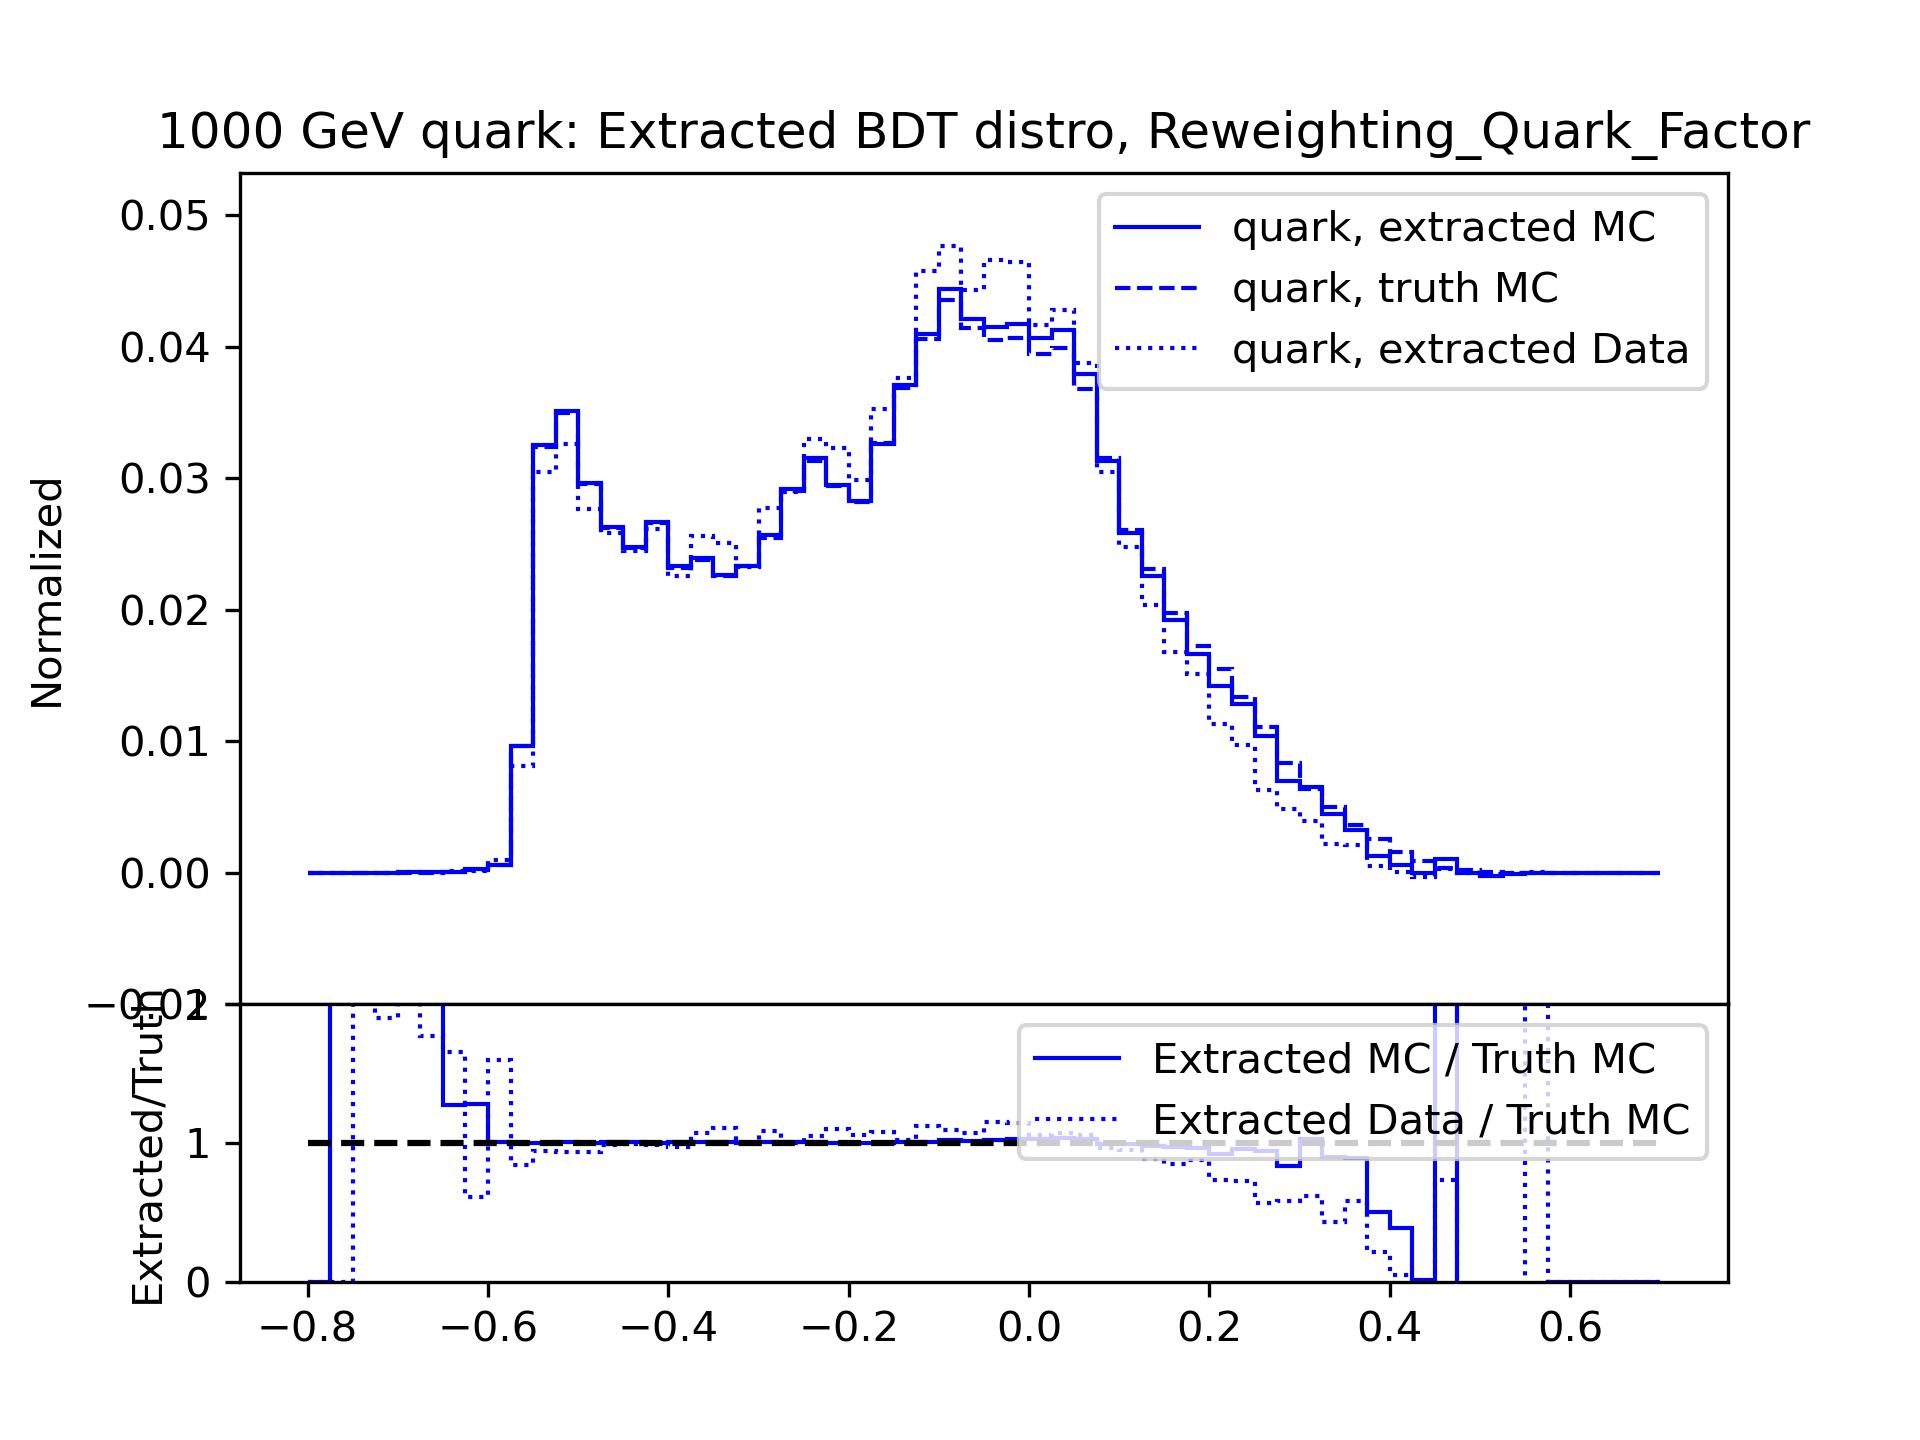 1000 GeV quark: Extracted BDT distro, Reweighting_Quark_Factor
0.05
0.04
0.03
0.02
0.01
0.00
−0.01
Normalized
quark, extracted MC
quark, truth MC
quark, extracted Data
2
1
0
Extracted/Truth
Extracted MC / Truth MC
Extracted Data / Truth MC
−0.8 −0.6 −0.4 −0.2 0.0 0.2 0.4 0.6